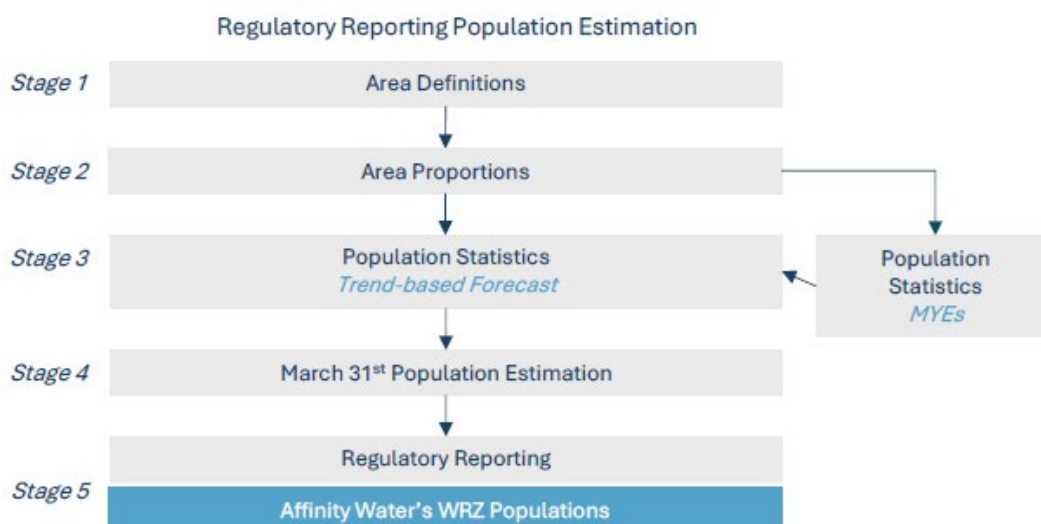 Regulatory Reporting Population Estimation
Stage 1
Area Definitions
Stage 2
Area Proportions
Stage 3
Population Statistics
Trend-based Forecast
Population
Statistics
MYEs
Stage 4
March 31st Population Estimation
Stage 5
Regulatory Reporting
Affinity Water's WRZ Populations